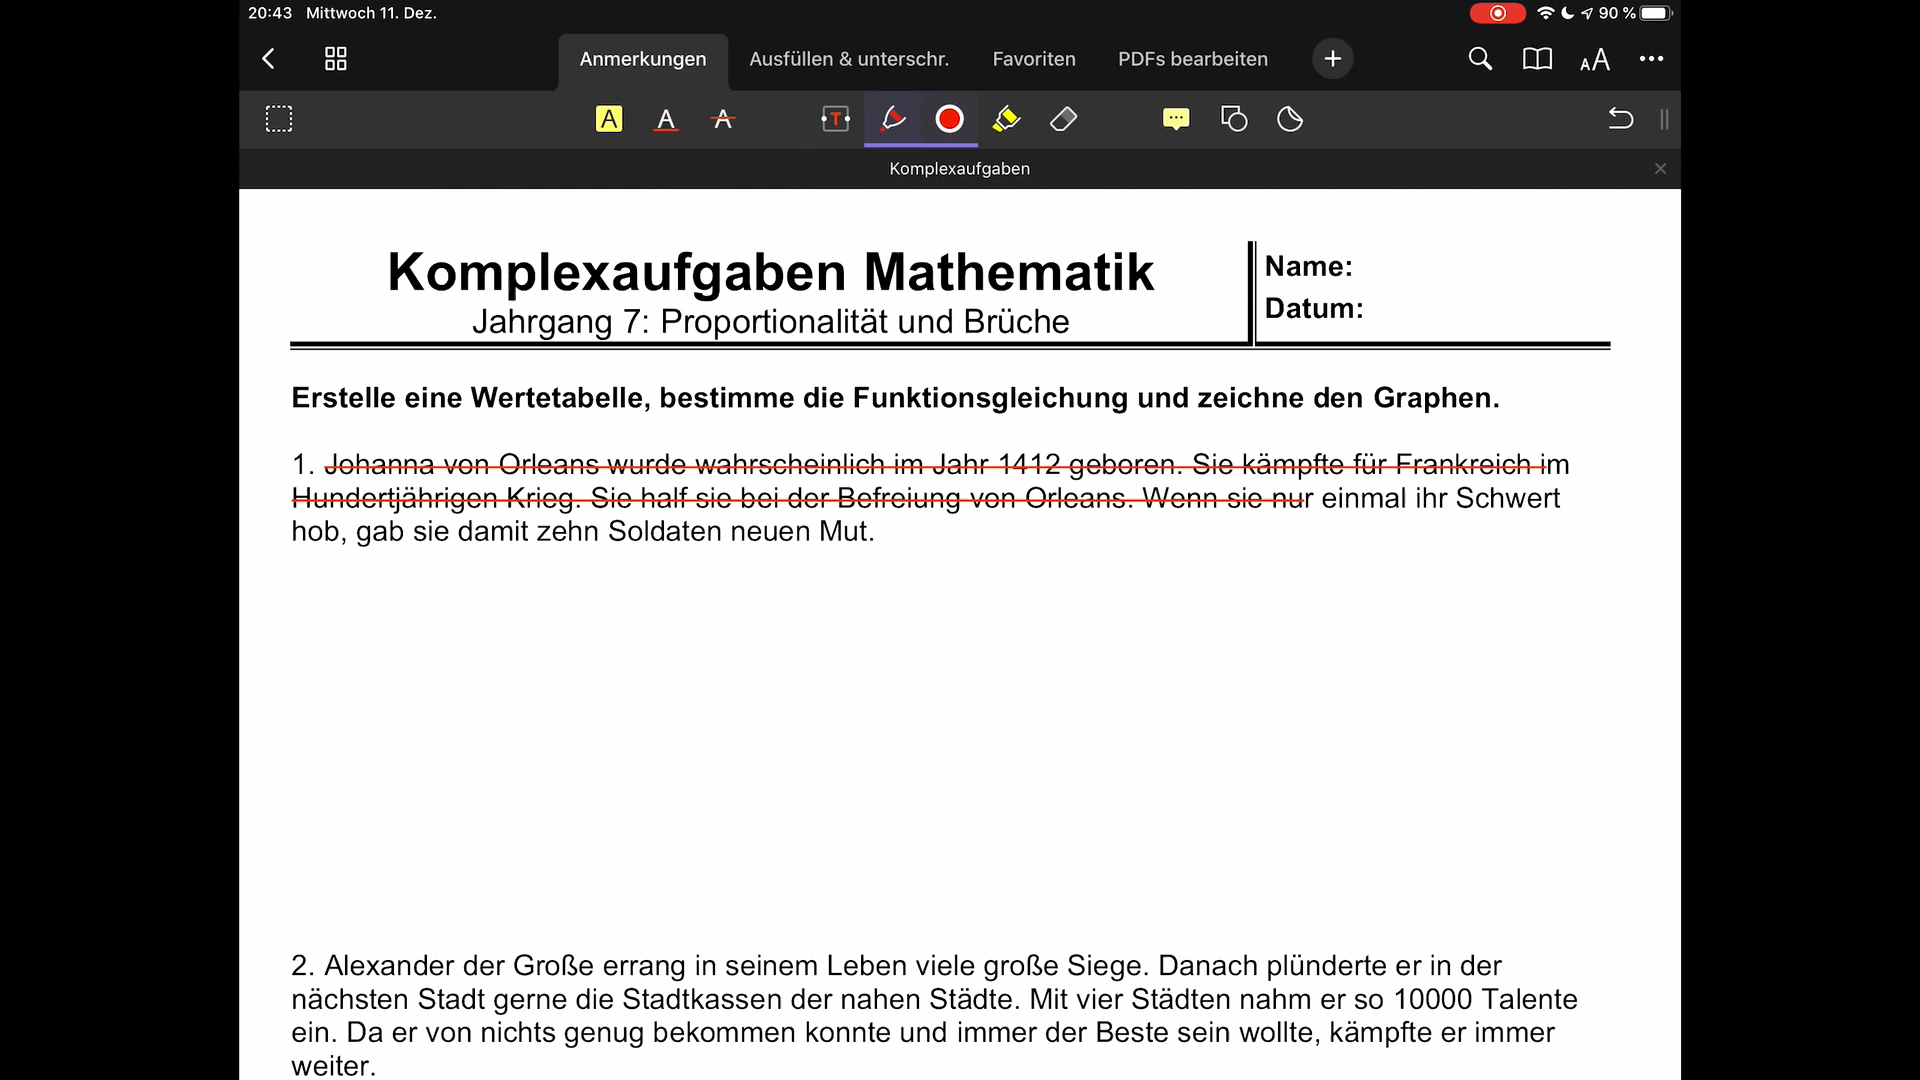 20:43 Mittwoch 11. Dez.
90 %
Anmerkungen
Ausfüllen & unterschr.
Favoriten
PDFs bearbeiten
AA
A
A
A
T
Komplexaufgaben
Komplexaufgaben Mathematik
Jahrgang 7: Proportionalität und Brüche
Name:
Datum:
Erstelle eine Wertetabelle, bestimme die Funktionsgleichung und zeichne den Graphen.
1. Johanna von Orleans wurde wahrscheinlich im Jahr 1412 geboren. Sie kämpfte für Frankreich im
Hundertjährigen Krieg. Sie half sie bei der Befreiung von Orleans. Wenn sie nur einmal ihr Schwert
hob, gab sie damit zehn Soldaten neuen Mut.
2. Alexander der Große errang in seinem Leben viele große Siege. Danach plünderte er in der
nächsten Stadt gerne die Stadtkassen der nahen Städte. Mit vier Städten nahm er so 10000 Talente
ein. Da er von nichts genug bekommen konnte und immer der Beste sein wollte, kämpfte er immer
weiter.